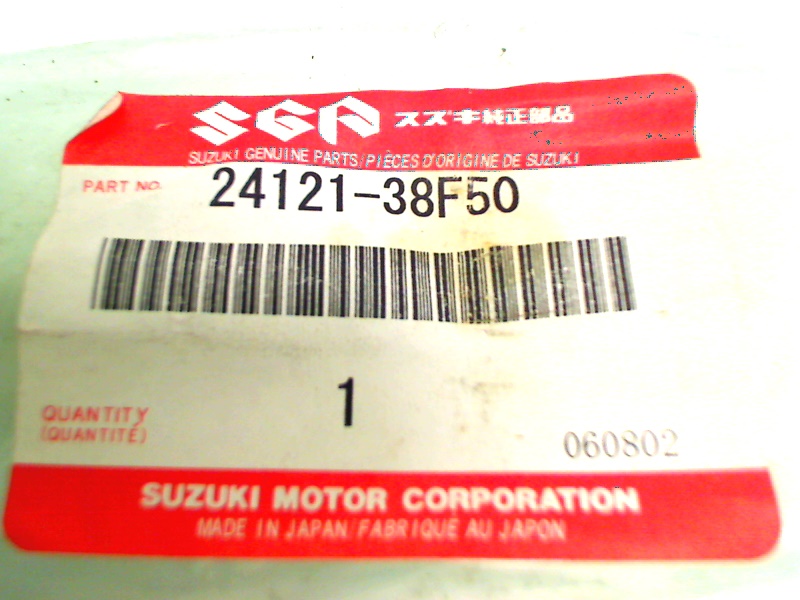 SGP スズキ純正部品
SUZUKI GENUINE PARTS/PIÈCES D'ORIGINE DE SUZUKI
PART NO. 24121-38F50
1
QUANTITY
(QUANTITÉ)
060802
SUZUKI MOTOR CORPORATION
MADE IN JAPAN/FABRIQUÉ AU JAPON